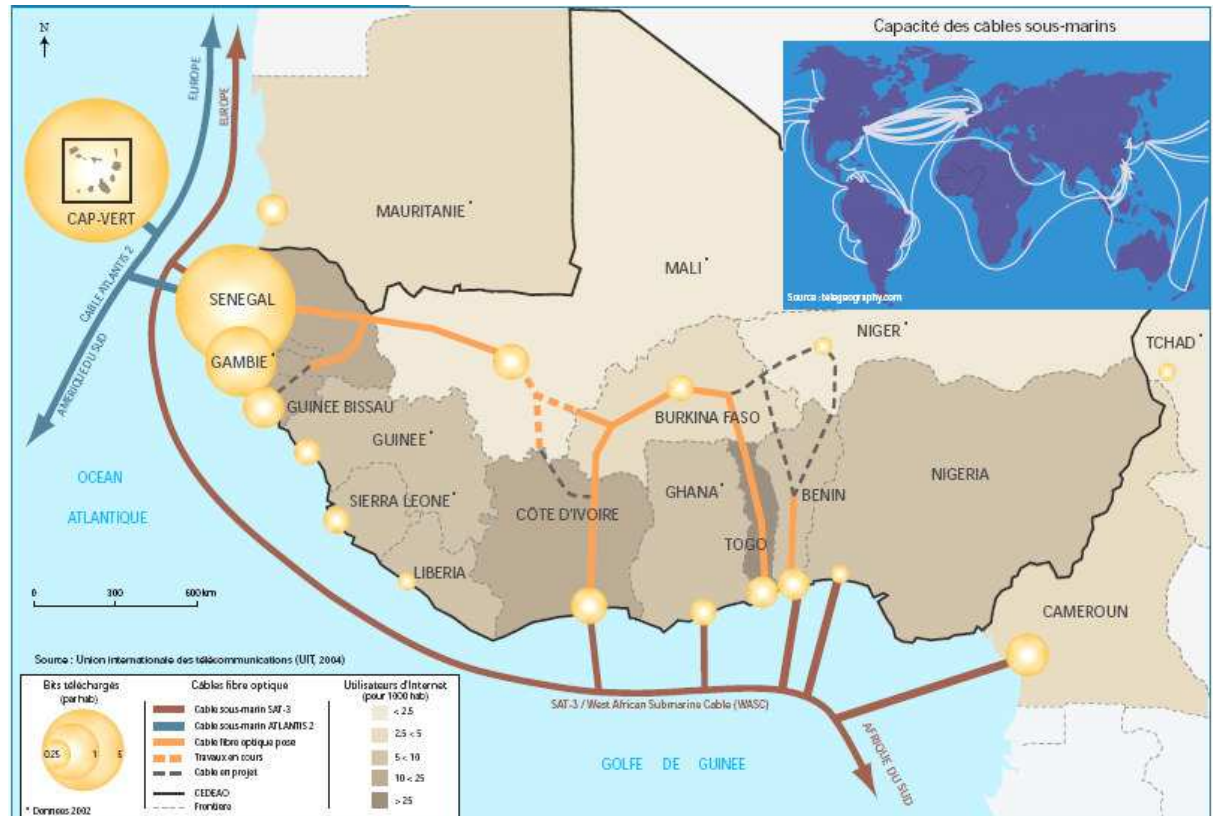 N
EUROPE
EUROPE
Capacité des câbles sous-marins
Source : telegeography.com
CAP-VERT
MAURITANIE*
MALI*
NIGER*
TCHAD*
CABLE ATLANTIS 2
AMERIQUE DU SUD
SENEGAL
GAMBIE*
GUINEE BISSAU
GUINEE*
BURKINA FASO
SIERRA LEONE*
CÔTE D'IVOIRE
GHANA*
BENIN
NIGERIA
TOGO
LIBERIA
CAMEROUN
OCEAN
ATLANTIQUE
0 300 600 km
SAT-3 / West African Submarine Cable (WASC)
AFRIQUE DU SUD
GOLFE DE GUINEE
Source : Union internationale des télécommunications (UIT, 2004)
Bits téléchargés
(par hab)
0.25 1 5
* Donnees 2002
Câbles fibre optique
Cable sous-marin SAT-3
Cable sous-marin ATLANTIS 2
Cable fibre optique pose
Travaux en cours
Cable en projet
CEDEAO
Frontiere
Utilisateurs d'Internet
(pour 1000 hab)
< 2.5
2.5 < 5
5 < 10
10 < 25
> 25